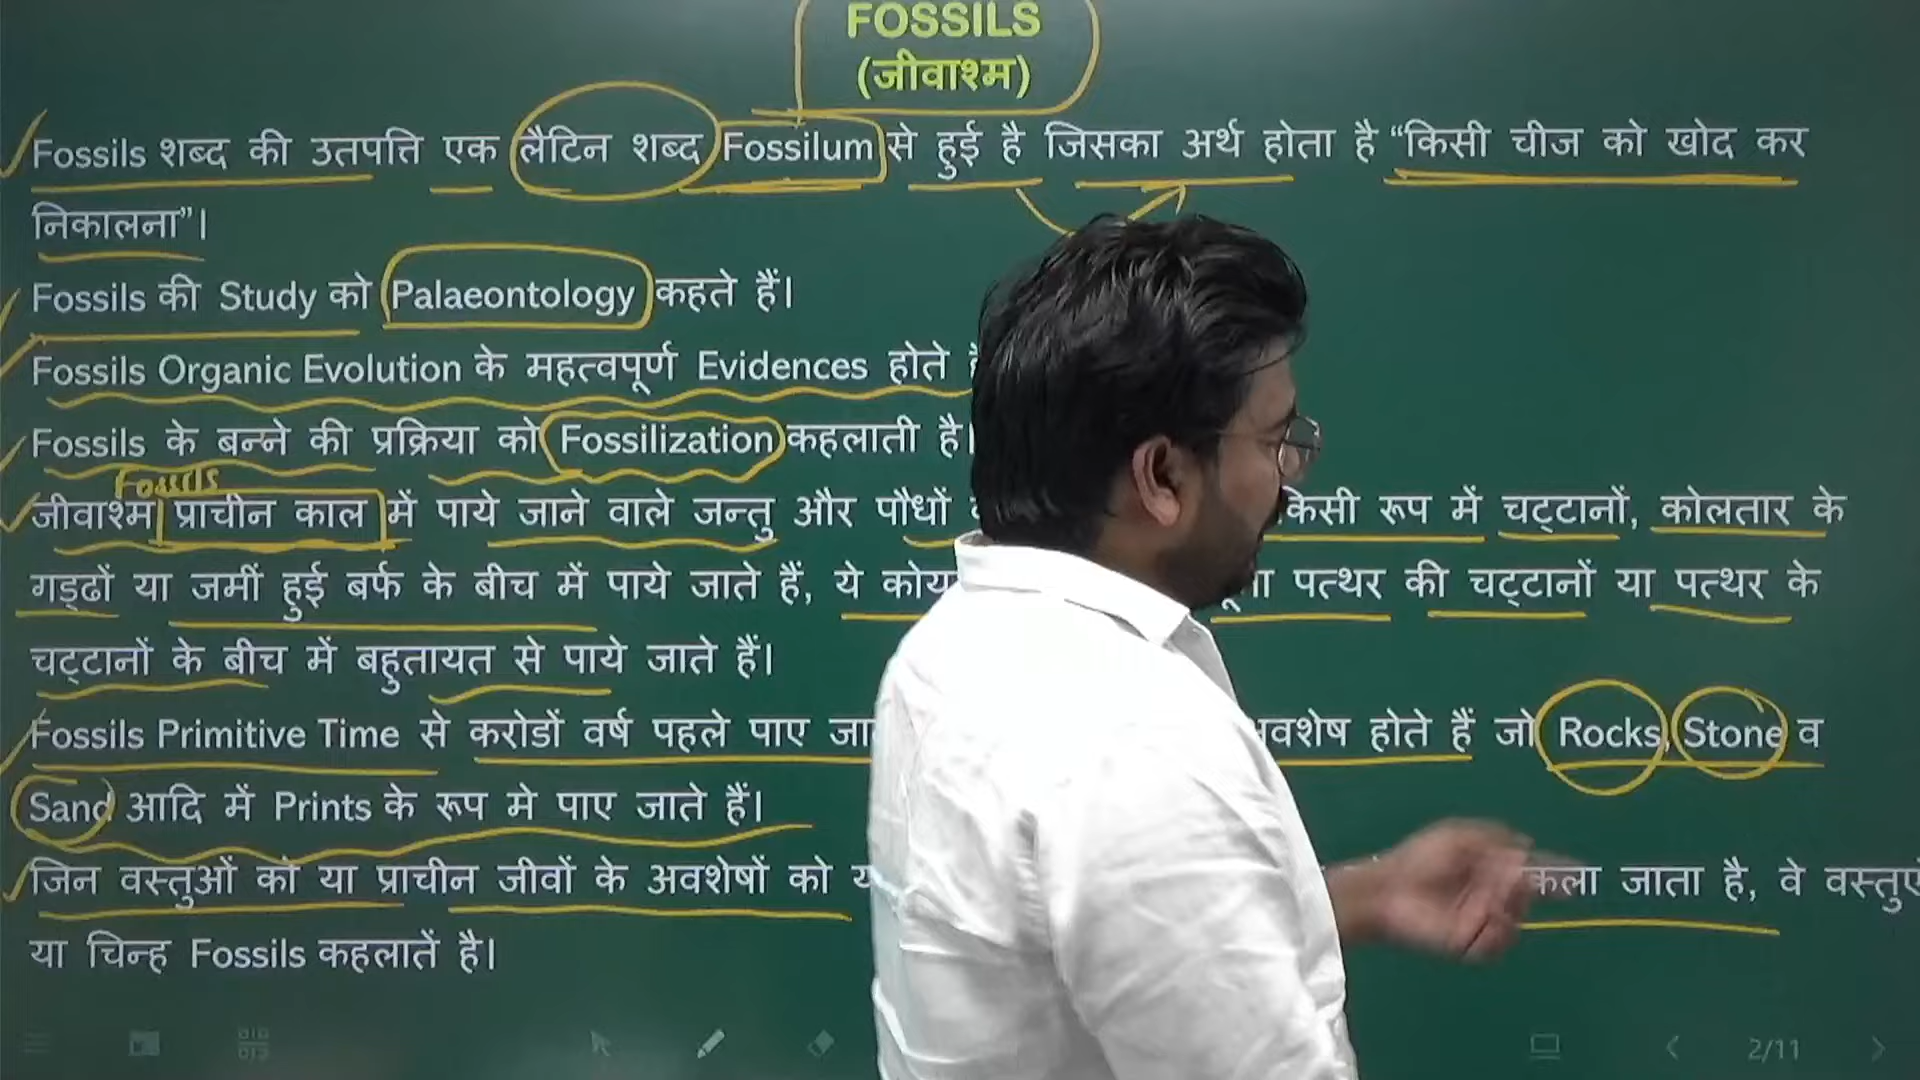 FOSSILS
(जीवाश्म)
Fossils शब्द की उतपत्ति एक लैटिन शब्द Fossilum से हुई है जिसका अर्थ होता है “किसी चीज को खोद कर
निकालना”।
Fossils की Study को Palaeontology कहते हैं।
Fossils Organic Evolution के महत्वपूर्ण Evidences होते
Fossils के बन्ने की प्रक्रिया को Fossilization कहलाती है।
Fossils
जीवाश्म प्राचीन काल में पाये जाने वाले जन्तु और पौधों किसी रूप में चट्टानों, कोलतार के
गड्ढों या जमीं हुई बर्फ के बीच में पाये जाते हैं, ये पत्थर की चट्टानों या पत्थर के
चट्टानों के बीच में बहुतायत से पाये जाते हैं।
Fossils Primitive Time से करोडों वर्ष पहले पाए होते हैं जो Rocks, Stone व
Sand आदि में Prints के रूप मे पाए जाते हैं।
जिन वस्तुओं को या प्राचीन जीवों के अवशेषों को जाता है, वे वस्तुएं
या चिन्ह Fossils कहलातें है।
2/11